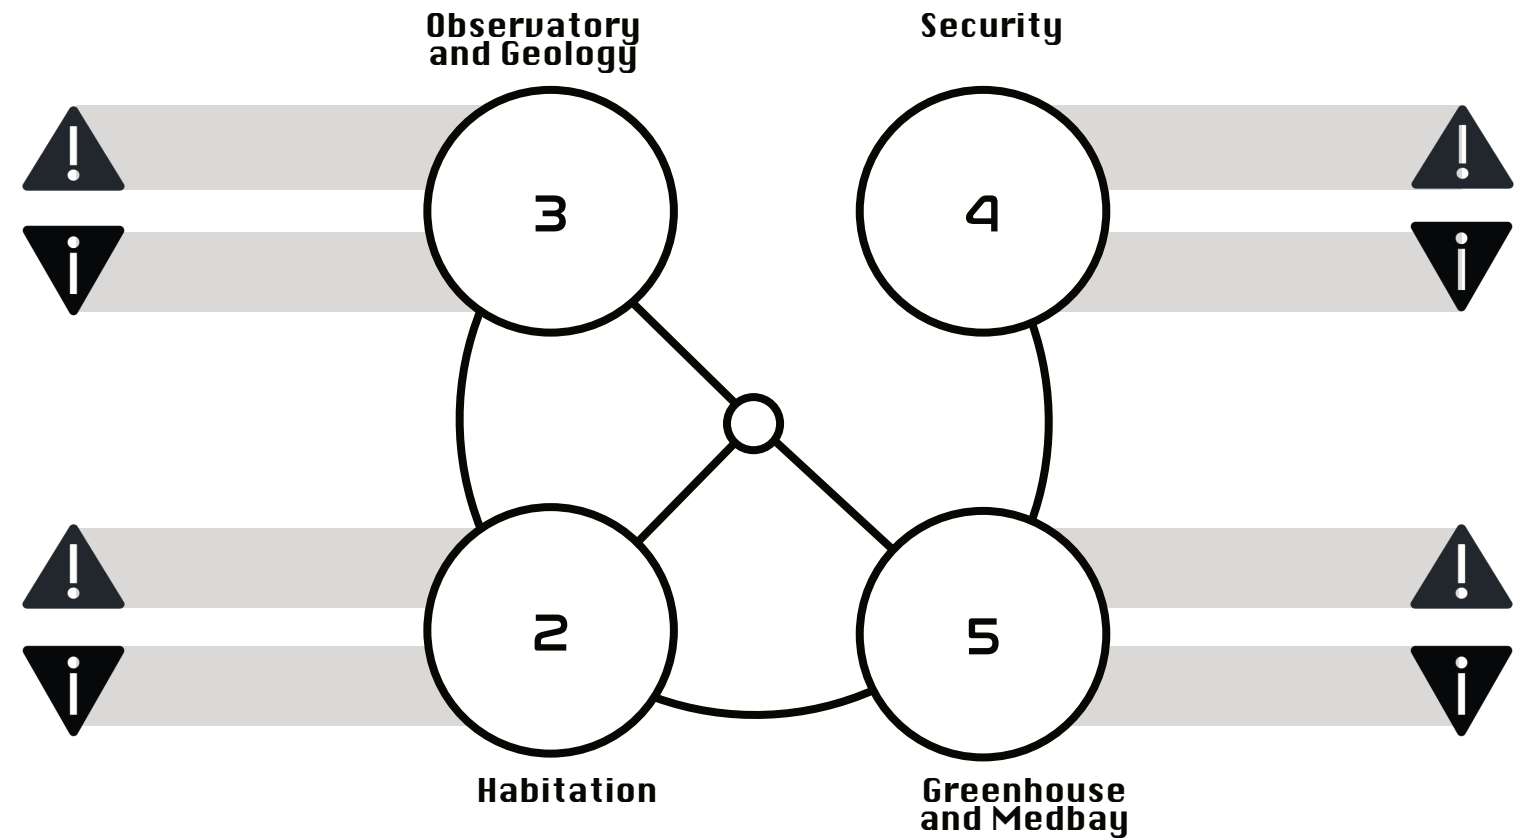 Observatory
and Geology
Security
3
4
2
5
Habitation
Greenhouse
and Medbay